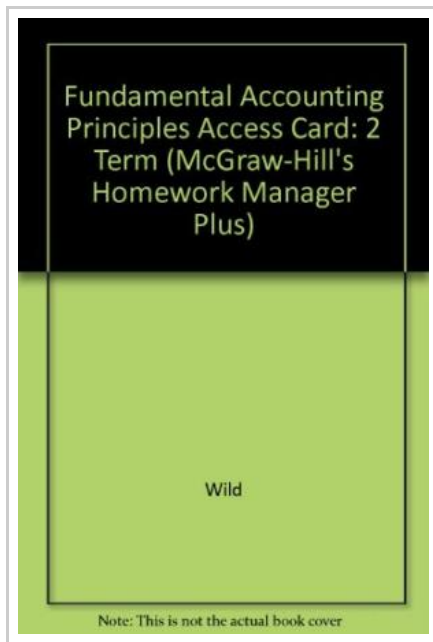 Fundamental Accounting
Principles Access Card: 2
Term (McGraw-Hill's
Homework Manager
Plus)
Wild
Note: This is not the actual book cover